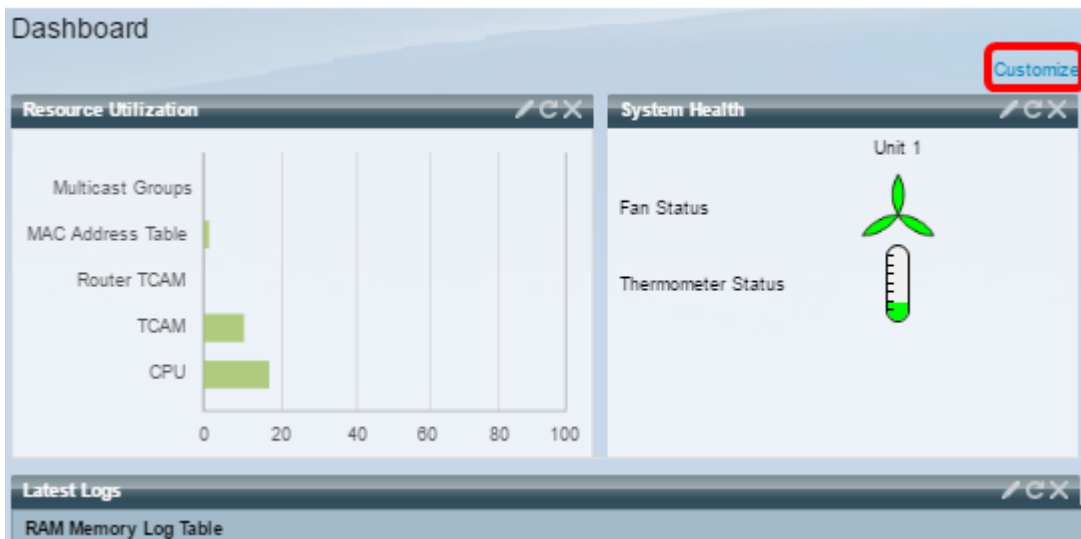 Dashboard
Customize
Resource Utilization
Multicast Groups
MAC Address Table
Router TCAM
TCAM
CPU
0 20 40 60 80 100
System Health
Unit 1
Fan Status
Thermometer Status
Latest Logs
RAM Memory Log Table